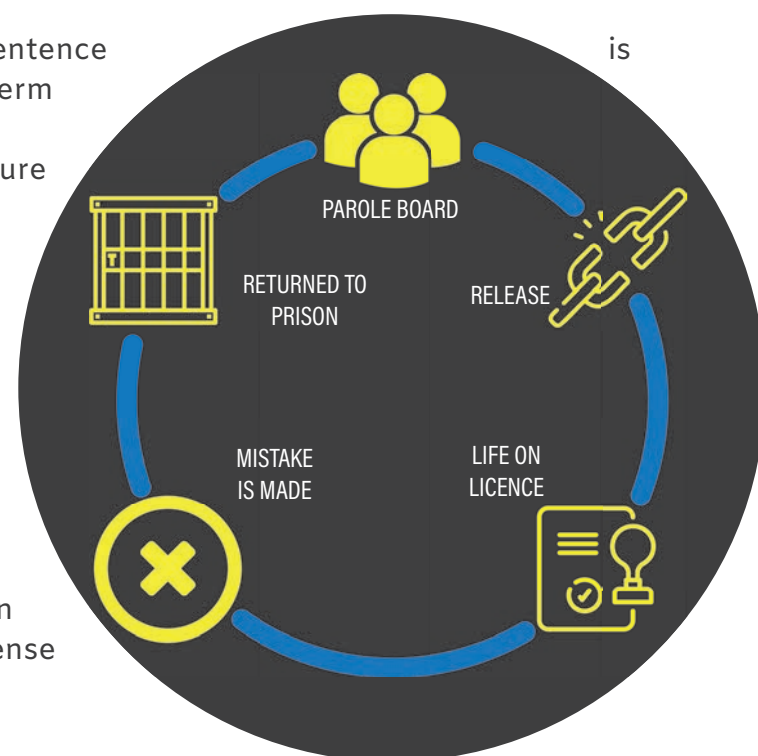 entence
is
erm
ure
PAROLE BOARD
RETURNED TO
PRISON
RELEASE
MISTAKE
IS MADE
LIFE ON
LICENCE
n
ense